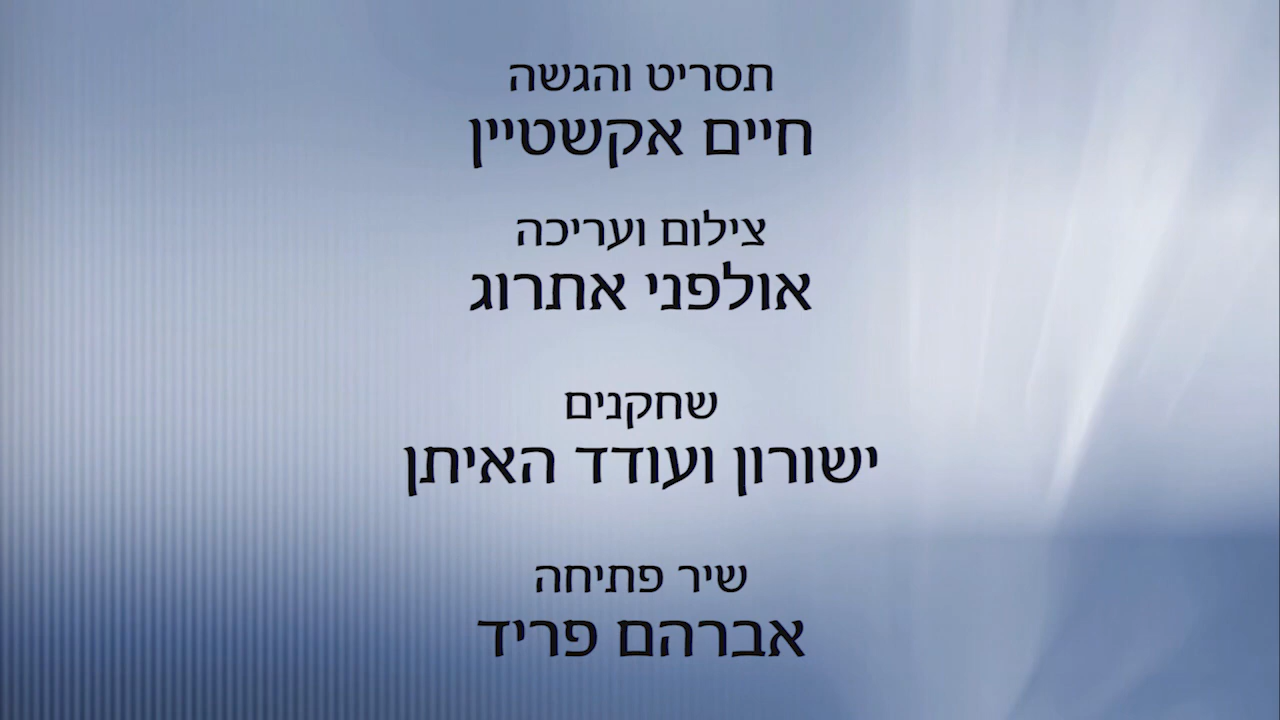 תסריט והגשה
חיים אקשטיין
צילום ועריכה
אולפני אתרוג
שחקנים
ישורון ועודד האיתן
שיר פתיחה
אברהם פריד